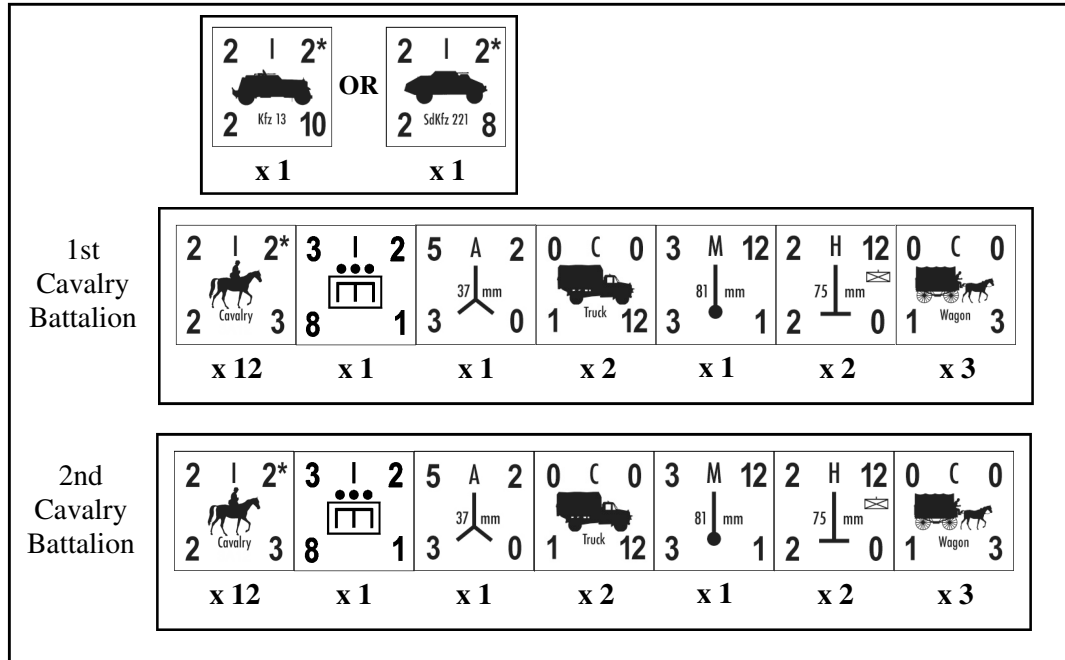 2 I 2* 2 I 2*
OR
Kfz 13 SdKfz 221
2 10 2 8
x 1 x 1
1st
Cavalry
Battalion
2 I 2* 3 I 2 5 A 2 0 C 0 3 M 12 2 H 12 0 C 0
37 mm 81 mm 75 mm
Cavalry Truck Wagon
2 3 8 1 3 0 1 12 3 1 2 0 1 3
x 12 x 1 x 1 x 2 x 1 x 2 x 3
2nd
Cavalry
Battalion
2 I 2* 3 I 2 5 A 2 0 C 0 3 M 12 2 H 12 0 C 0
37 mm 81 mm 75 mm
Cavalry Truck Wagon
2 3 8 1 3 0 1 12 3 1 2 0 1 3
x 12 x 1 x 1 x 2 x 1 x 2 x 3